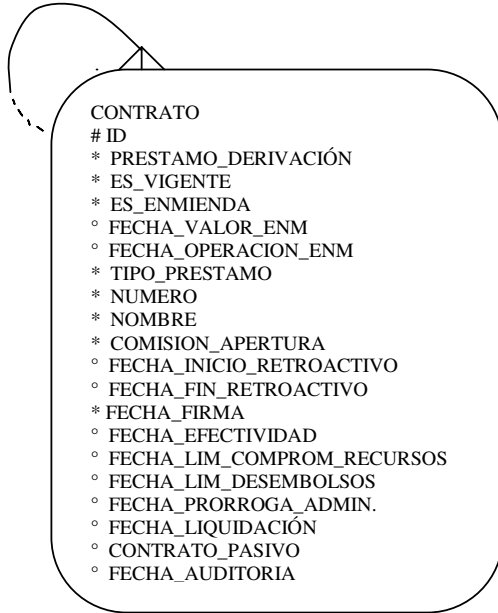 CONTRATO
# ID
* PRESTAMO_DERIVACIÓN
* ES_VIGENTE
* ES_ENMIENDA
° FECHA_VALOR_ENM
° FECHA_OPERACION_ENM
* TIPO_PRESTAMO
* NUMERO
* NOMBRE
* COMISION_APERTURA
° FECHA_INICIO_RETROACTIVO
° FECHA_FIN_RETROACTIVO
* FECHA_FIRMA
° FECHA_EFECTIVIDAD
° FECHA_LIM_COMPROM_RECURSOS
° FECHA_LIM_DESEMBOLSOS
° FECHA_PRORROGA_ADMIN.
° FECHA_LIQUIDACIÓN
° CONTRATO_PASIVO
° FECHA_AUDITORIA